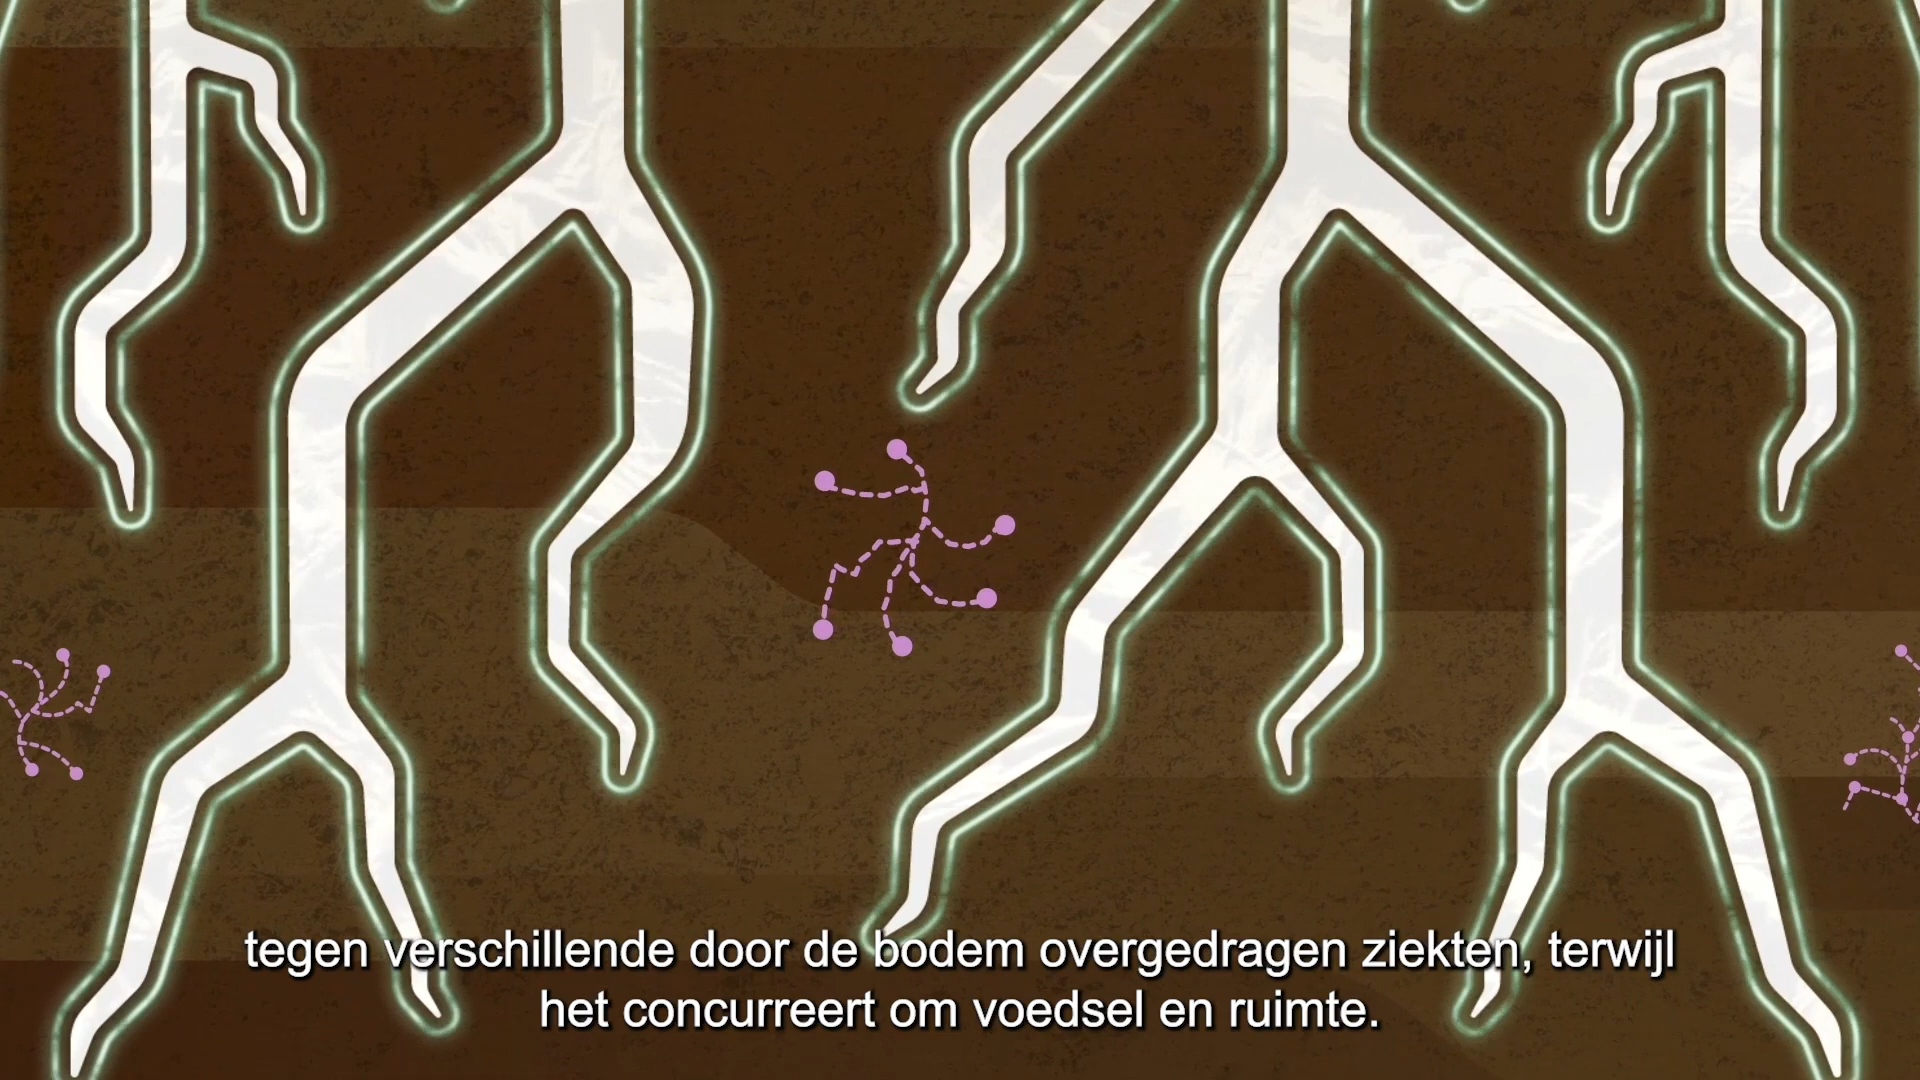 tegen verschillende door de bodem overgedragen ziekten, terwijl
het concurreert om voedsel en ruimte.